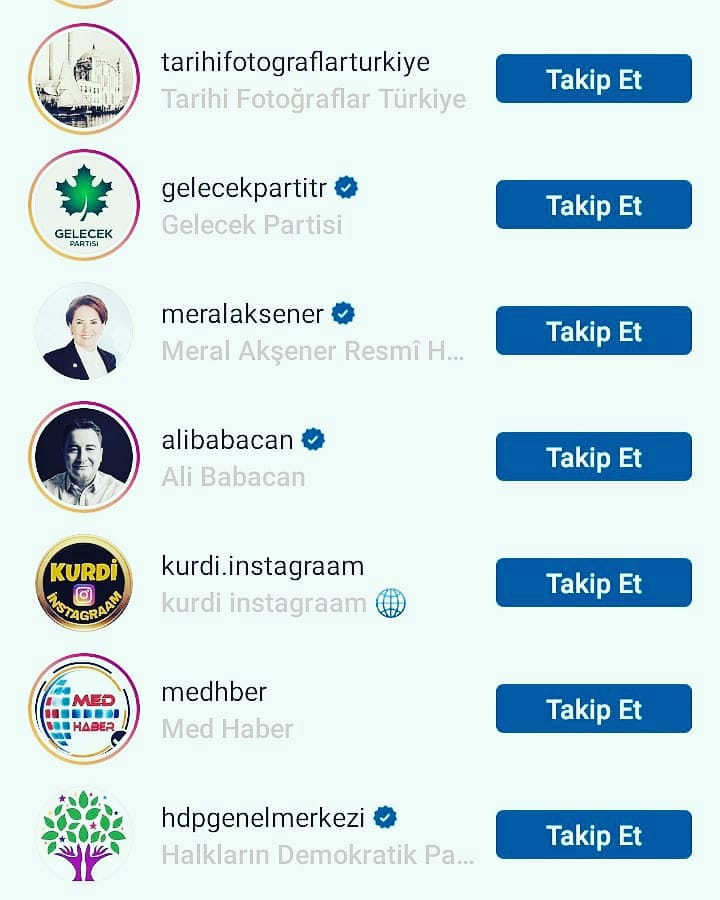 tarihifotograflarturkiye
Tarihi Fotoğraflar Türkiye
Takip Et
GELECEK
PARTİSİ
gelecekpartitr
Gelecek Partisi
Takip Et
meralaksener
Meral Akşener Resmî H...
Takip Et
alibabacan
Ali Babacan
Takip Et
KURDİ
İNSTAGRAAM
kurdi.instagraam
kurdi instagraam
Takip Et
MED
HABER
medhber
Med Haber
Takip Et
hdpgenelmerkezi
Halkların Demokratik Pa...
Takip Et